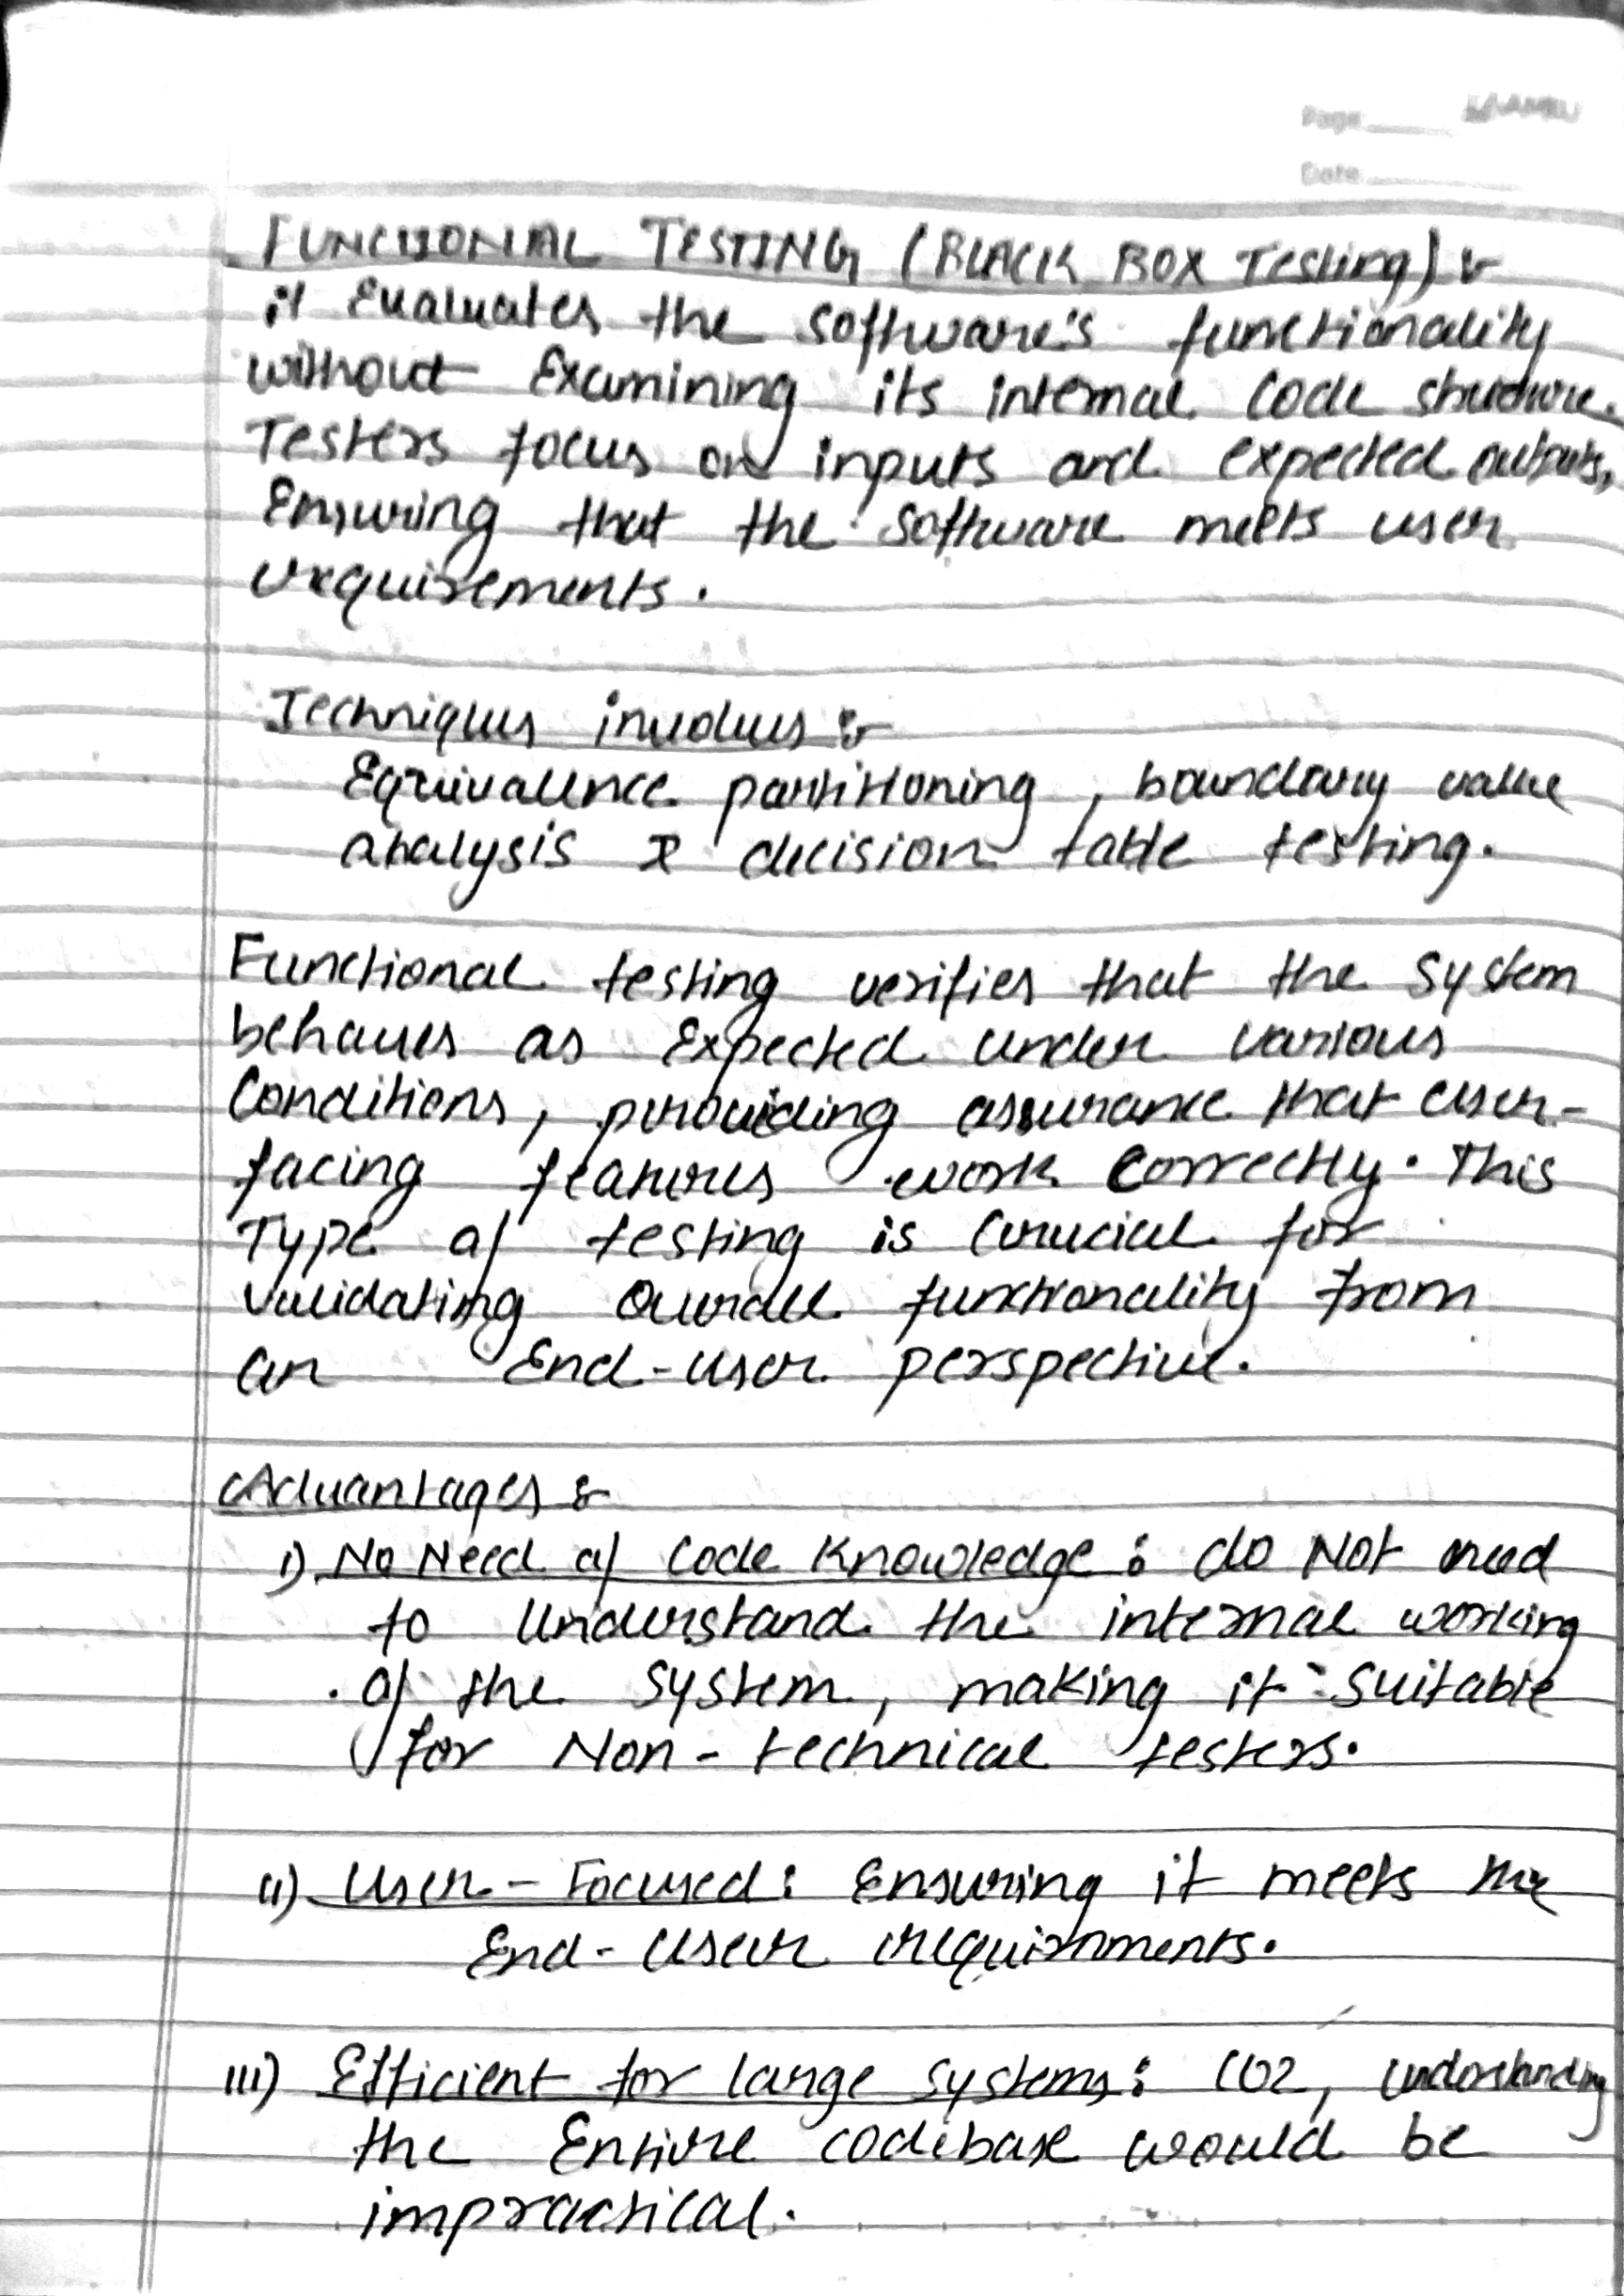 Page
Date
FUNCTIONAL TESTING (BLACK BOX Testing) :-
it Evaluates the software's functionality
without Examining its internal code structure.
Testers focus on inputs and expected outputs,
Ensuring that the software meets user
requirements.
Techniques involves :-
Equivalence partitioning, boundary value
analysis & decision table testing.
Functional testing verifies that the system
behaves as Expected under various
Conditions, providing assurance that user-
facing features work correctly. This
Type of testing is crucial for
validating Overall functionality from
an End-user perspective.
Advantages :-
i) No Need of Code Knowledge : do Not need
to understand the internal working
of the system, making it suitable
for Non-technical testers.
ii) User-Focused : Ensuring it meets the
End-user requirnments.
iii) Efficient for large systems : COZ, understanding
the Entire codebase would be
impractical.